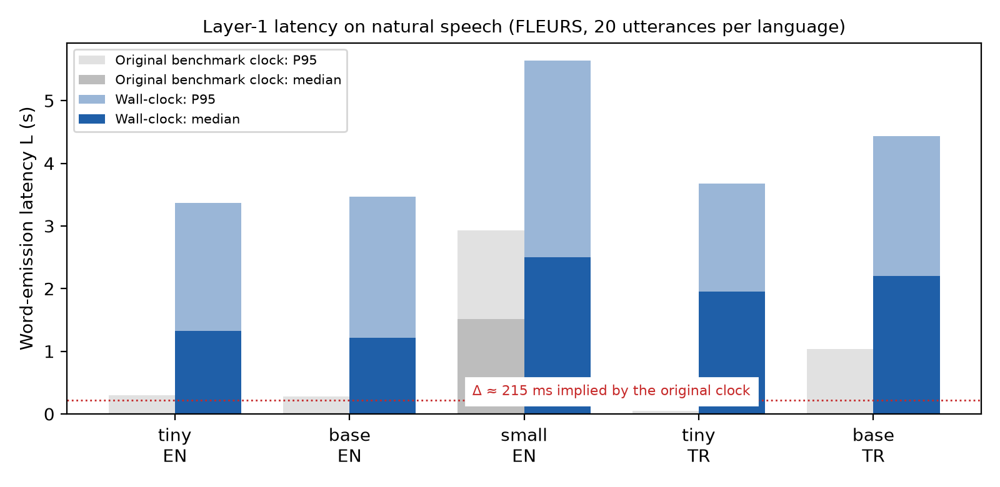 Layer-1 latency on natural speech (FLEURS, 20 utterances per language)
Original benchmark clock: P95
Original benchmark clock: median
Wall-clock: P95
Wall-clock: median
Word-emission latency L (s)
5
4
3
2
1
0
Δ ≈ 215 ms implied by the original clock
tiny base small tiny base
EN EN EN TR TR